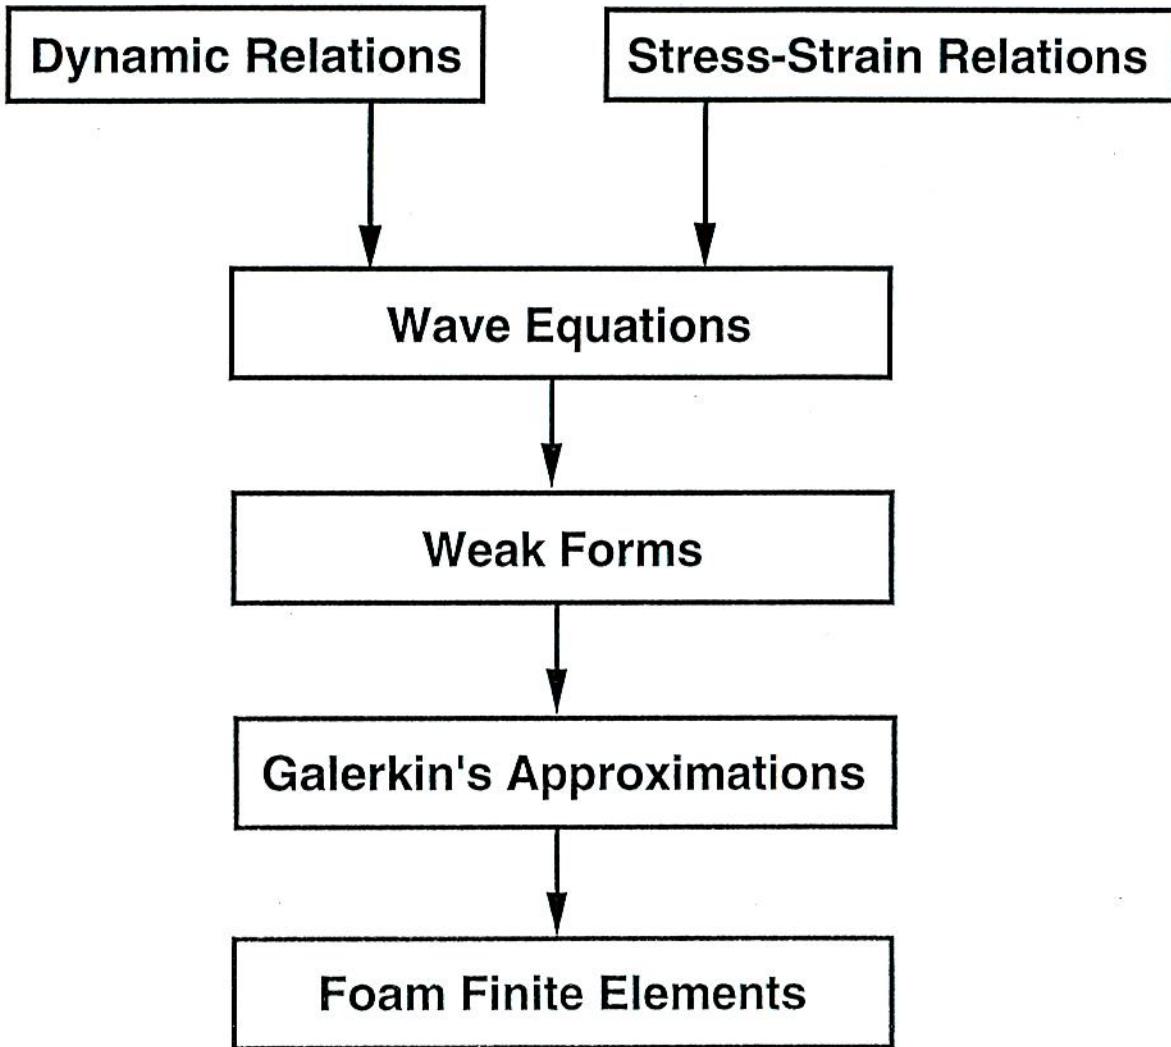 Dynamic Relations
Stress-Strain Relations
Wave Equations
Weak Forms
Galerkin's Approximations
Foam Finite Elements